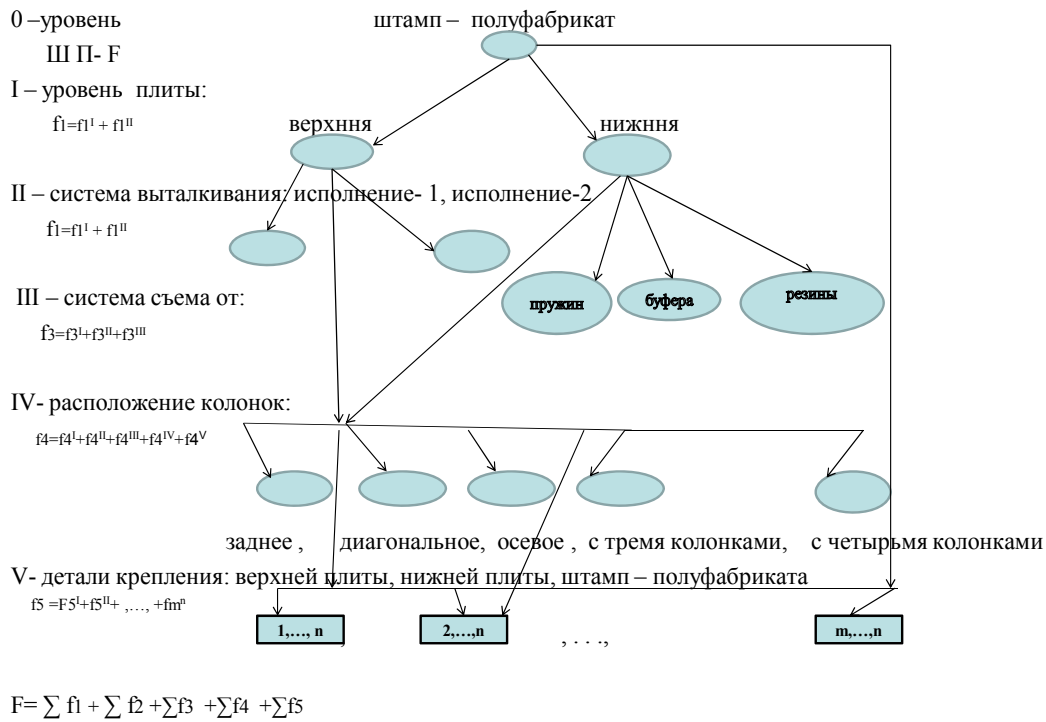 0 –уровень штамп – полуфабрикат
Ш П- F
I – уровень плиты:
f1=f1ᴵ + f1ᴵᴵ верхння нижння
II – система выталкивания: исполнение- 1, исполнение-2
f1=f1ᴵ + f1ᴵᴵ
III – система съема от: пружин буфера резины
f3=f3ᴵ+f3ᴵᴵ+f3ᴵᴵᴵ
IV- расположение колонок:
f4=f4ᴵ+f4ᴵᴵ+f4ᴵᴵᴵ+f4ᴵⱽ+f4ⱽ
заднее , диагональное, осевое , с тремя колонками, с четырьмя колонками
V- детали крепления: верхней плиты, нижней плиты, штамп – полуфабриката
f5 =F5ᴵ+f5ᴵᴵ+ ,…, +fmⁿ
1,…, n , 2,…,n , . . ., m,…,n
F= ∑ f1 + ∑ f2 +∑f3 +∑f4 +∑f5